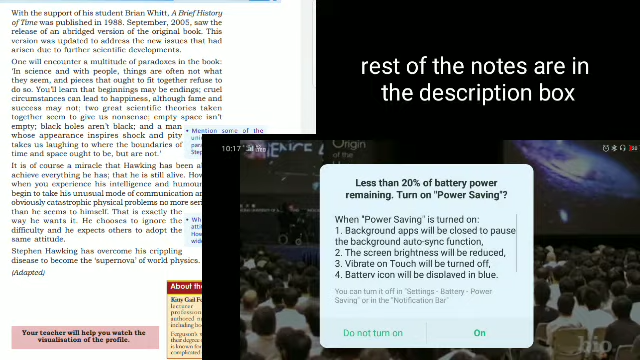 With the support of his student Brian Whitt, A Brief History
of Time was published in 1988. September, 2005, saw the
release of an abridged version of the original book. This
version was updated to address the new issues that had
arisen due to further scientific developments.
One will encounter a multitude of paradoxes in the book:
'In science and with people, things are often not what
they seem, and pieces that ought to fit together refuse to
do so. You'll learn that beginnings may be endings; cruel
circumstances can lead to happiness, although fame and
success may not; two great scientific theories taken
together seem to give us nonsense; empty space isn't
empty; black holes aren't black; and a man
whose appearance inspires shock and pity
takes us laughing to where the boundaries of
time and space ought to be, but are not.'
It is of course a miracle that Hawking has been
achieve everything he has; that he is still alive.
when you experience his intelligence and
begin to take his unusual mode of communication
obviously catastrophic physical problems no more
than he seems to himself. That is exactly the
way he wants it. He chooses to ignore the
difficulty and he expects others to adopt the
same attitude.
Stephen Hawking has overcome his crippling
disease to become the 'supernova' of world physics.
(Adapted)
• Mention some of the
Your teacher will help you watch the
visualisation of the profile.
About the
rest of the notes are in
the description box
10:17
Origin
of the
Less than 20% of battery power
remaining. Turn on "Power Saving"?
When "Power Saving" is turned on:
1. Background apps will be closed to pause
the background auto-sync function,
2. The screen brightness will be reduced,
3. Vibrate on Touch will be turned off,
4. Battery icon will be displayed in blue.
You can turn it off in "Settings - Battery - Power
Saving" or in the "Notification Bar"
Do not turn on
On
bio.